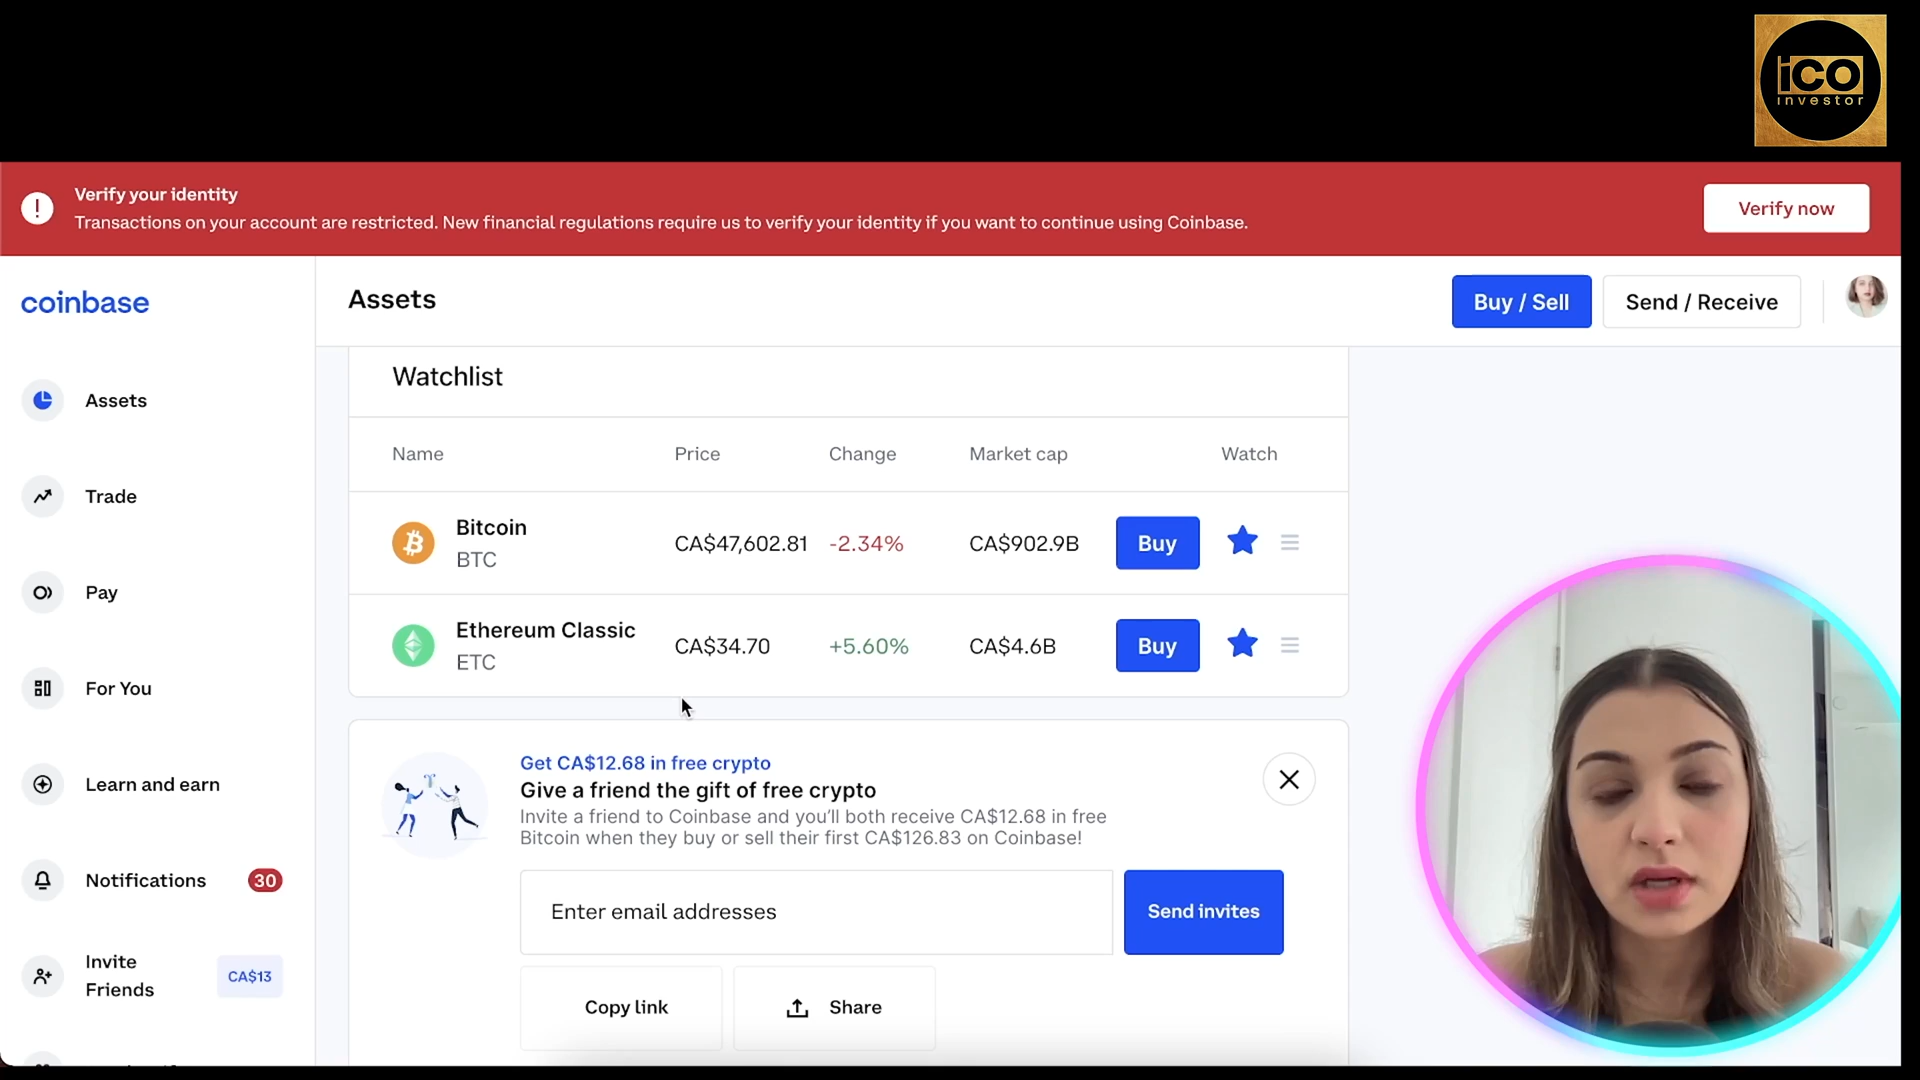 iCO
investor
Verify your identity
Transactions on your account are restricted. New financial regulations require us to verify your identity if you want to continue using Coinbase.
Verify now
coinbase
Assets
Buy / Sell
Send / Receive
Assets
Trade
Pay
For You
Learn and earn
Notifications
30
Invite
Friends
CA$13
Watchlist
Name Price Change Market cap Watch
Bitcoin
BTC
CA$47,602.81 -2.34% CA$902.9B Buy
Ethereum Classic
ETC
CA$34.70 +5.60% CA$4.6B Buy
Get CA$12.68 in free crypto
Give a friend the gift of free crypto
Invite a friend to Coinbase and you'll both receive CA$12.68 in free
Bitcoin when they buy or sell their first CA$126.83 on Coinbase!
Enter email addresses
Send invites
Copy link
Share